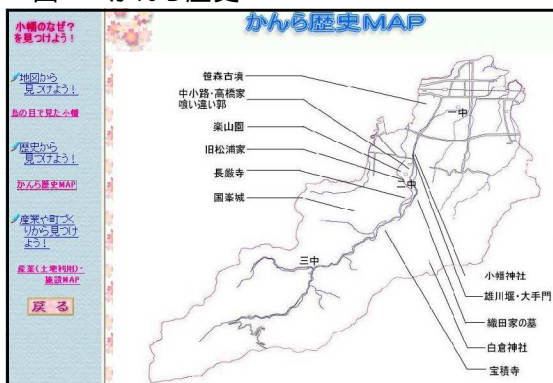 小幡のなぜ?
を見つけよう!
地図から
見つけよう!
鳥の目で見た小幡
歴史から
見つけよう!
かんら歴史MAP
産業や町づく
りから見つけ
よう!
産業(土地利用)・
施設MAP
戻る
かんら歴史MAP
笹森古墳
中小路・高橋家
喰い違い郭
楽山園
旧松浦家
長厳寺
国峯城
一中
二中
三中
小幡神社
雄川堰・大手門
織田家の墓
白倉神社
宝積寺